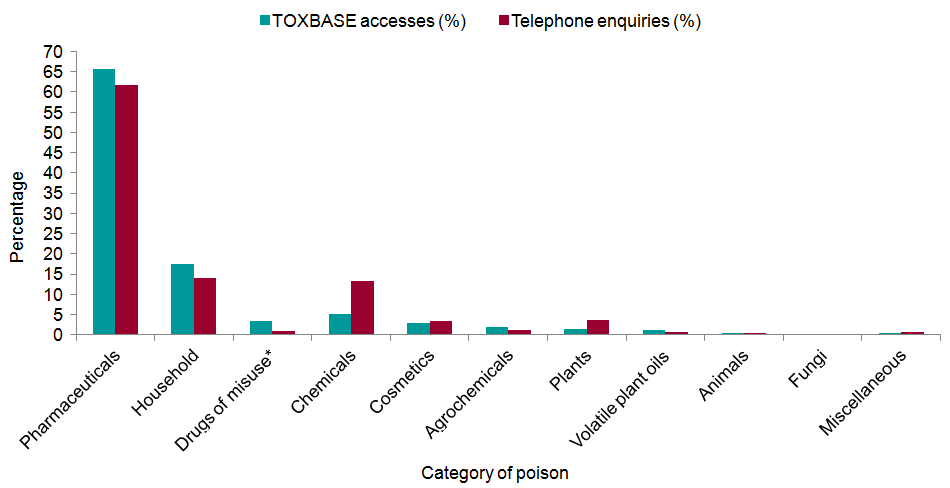 TOXBASE accesses (%) Telephone enquiries (%)
70
65
60
55
50
45
40
35
30
25
20
15
10
5
0
Percentage
Pharmaceuticals
Household
Drugs of misuse*
Chemicals
Cosmetics
Agrochemicals
Plants
Volatile plant oils
Animals
Fungi
Miscellaneous
Category of poison